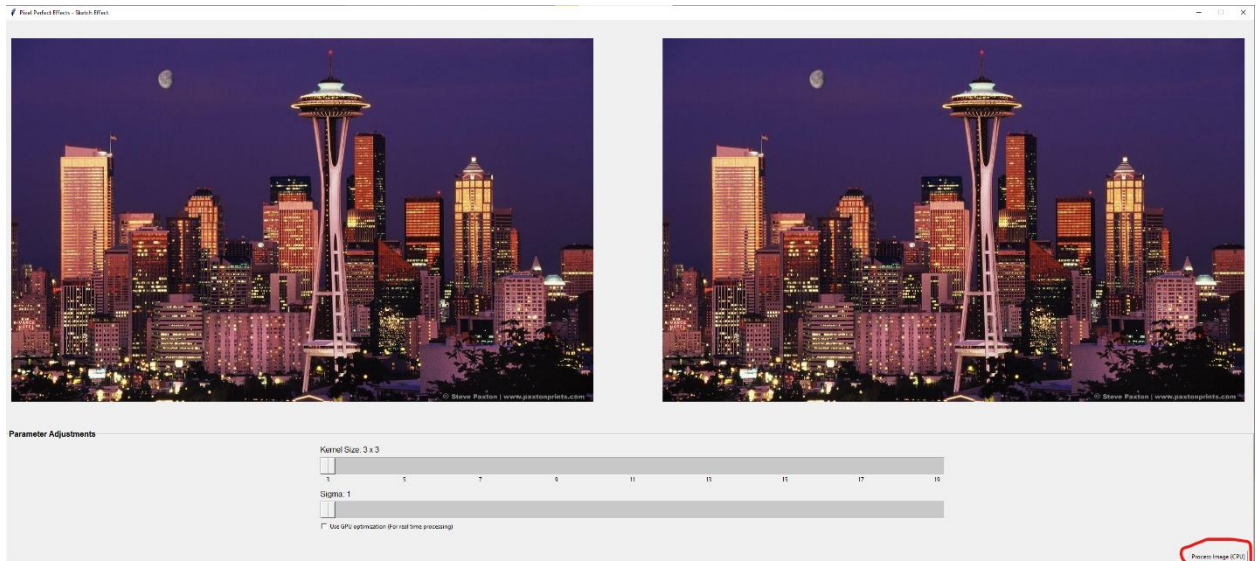 Pixel Perfect Effects - Sketch Effect
© Steve Paxton | www.paxtonprints.com
© Steve Paxton | www.paxtonprints.com
Parameter Adjustments
Kernel Size: 3 x 3
3 5 7 9 11 13 15 17 19
Sigma: 1
Use GPU optimization (For real time processing)
Process Image (CPU)